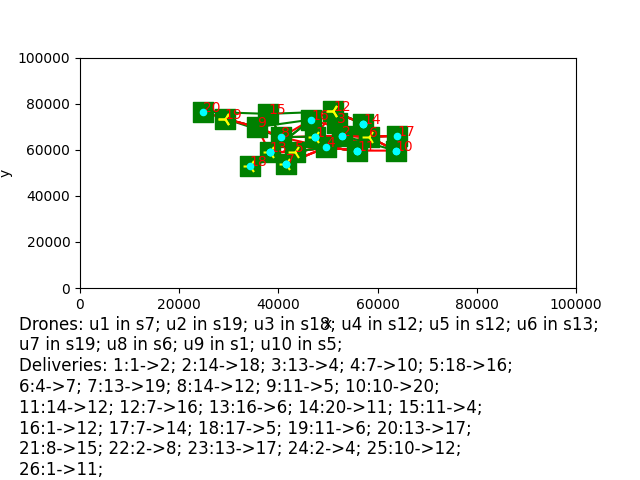 100000
80000
60000
40000
20000
0
y
0 20000 40000 60000 80000 100000
x
Drones: u1 in s7; u2 in s19; u3 in s18; u4 in s12; u5 in s12; u6 in s13;
u7 in s19; u8 in s6; u9 in s1; u10 in s5;
Deliveries: 1:1->2; 2:14->18; 3:13->4; 4:7->10; 5:18->16;
6:4->7; 7:13->19; 8:14->12; 9:11->5; 10:10->20;
11:14->12; 12:7->16; 13:16->6; 14:20->11; 15:11->4;
16:1->12; 17:7->14; 18:17->5; 19:11->6; 20:13->17;
21:8->15; 22:2->8; 23:13->17; 24:2->4; 25:10->12;
26:1->11;